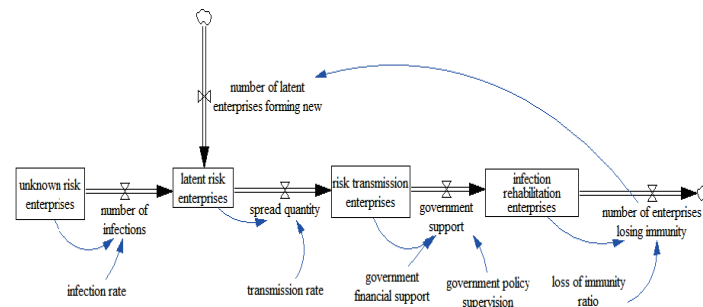 number of latent
enterprises forming new
unknown risk
enterprises
number of
infections
latent risk
enterprises
spread quantity
risk transmission
enterprises
government
support
infection
rehabilitation
enterprises
number of enterprises
losing immunity
infection rate
transmission rate
government
financial support
government policy
supervision
loss of immunity
ratio